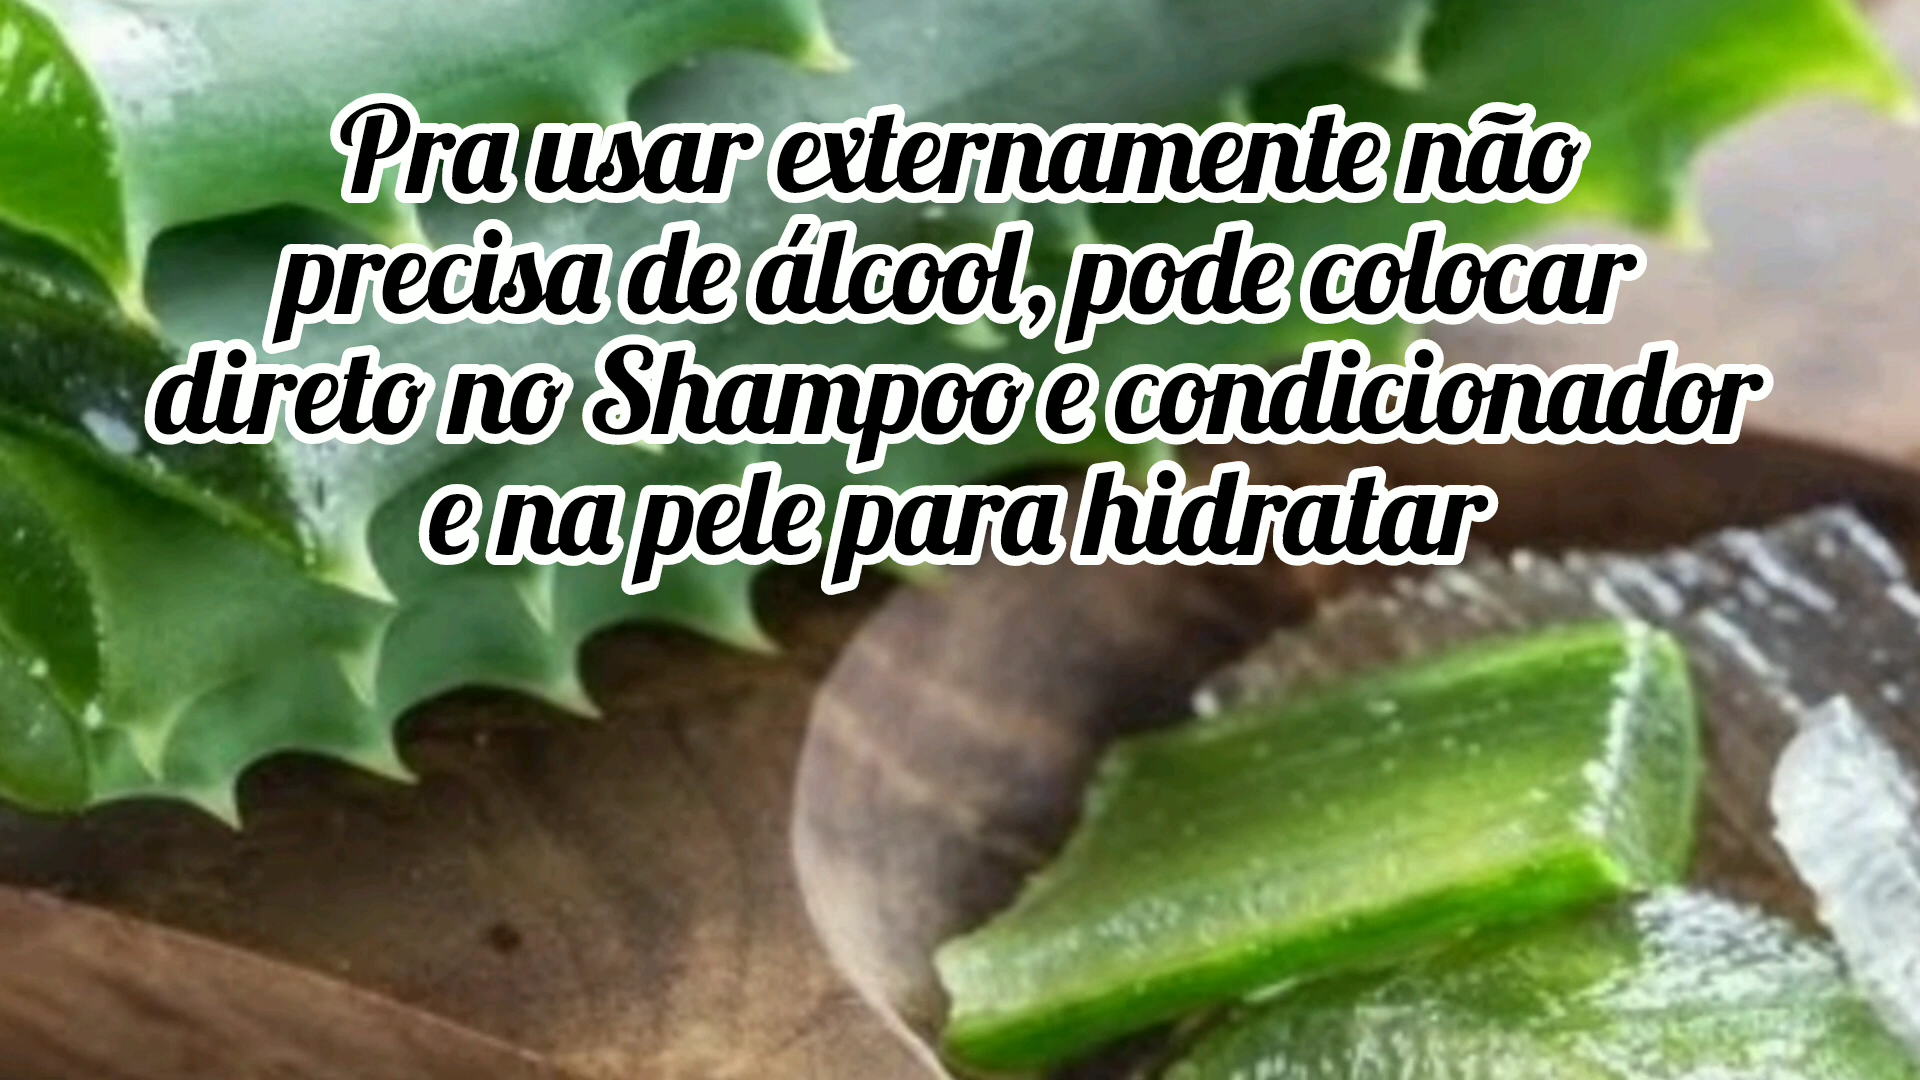 Pra usar externamente não
precisa de álcool, pode colocar
direto no Shampoo e condicionador
e na pele para hidratar